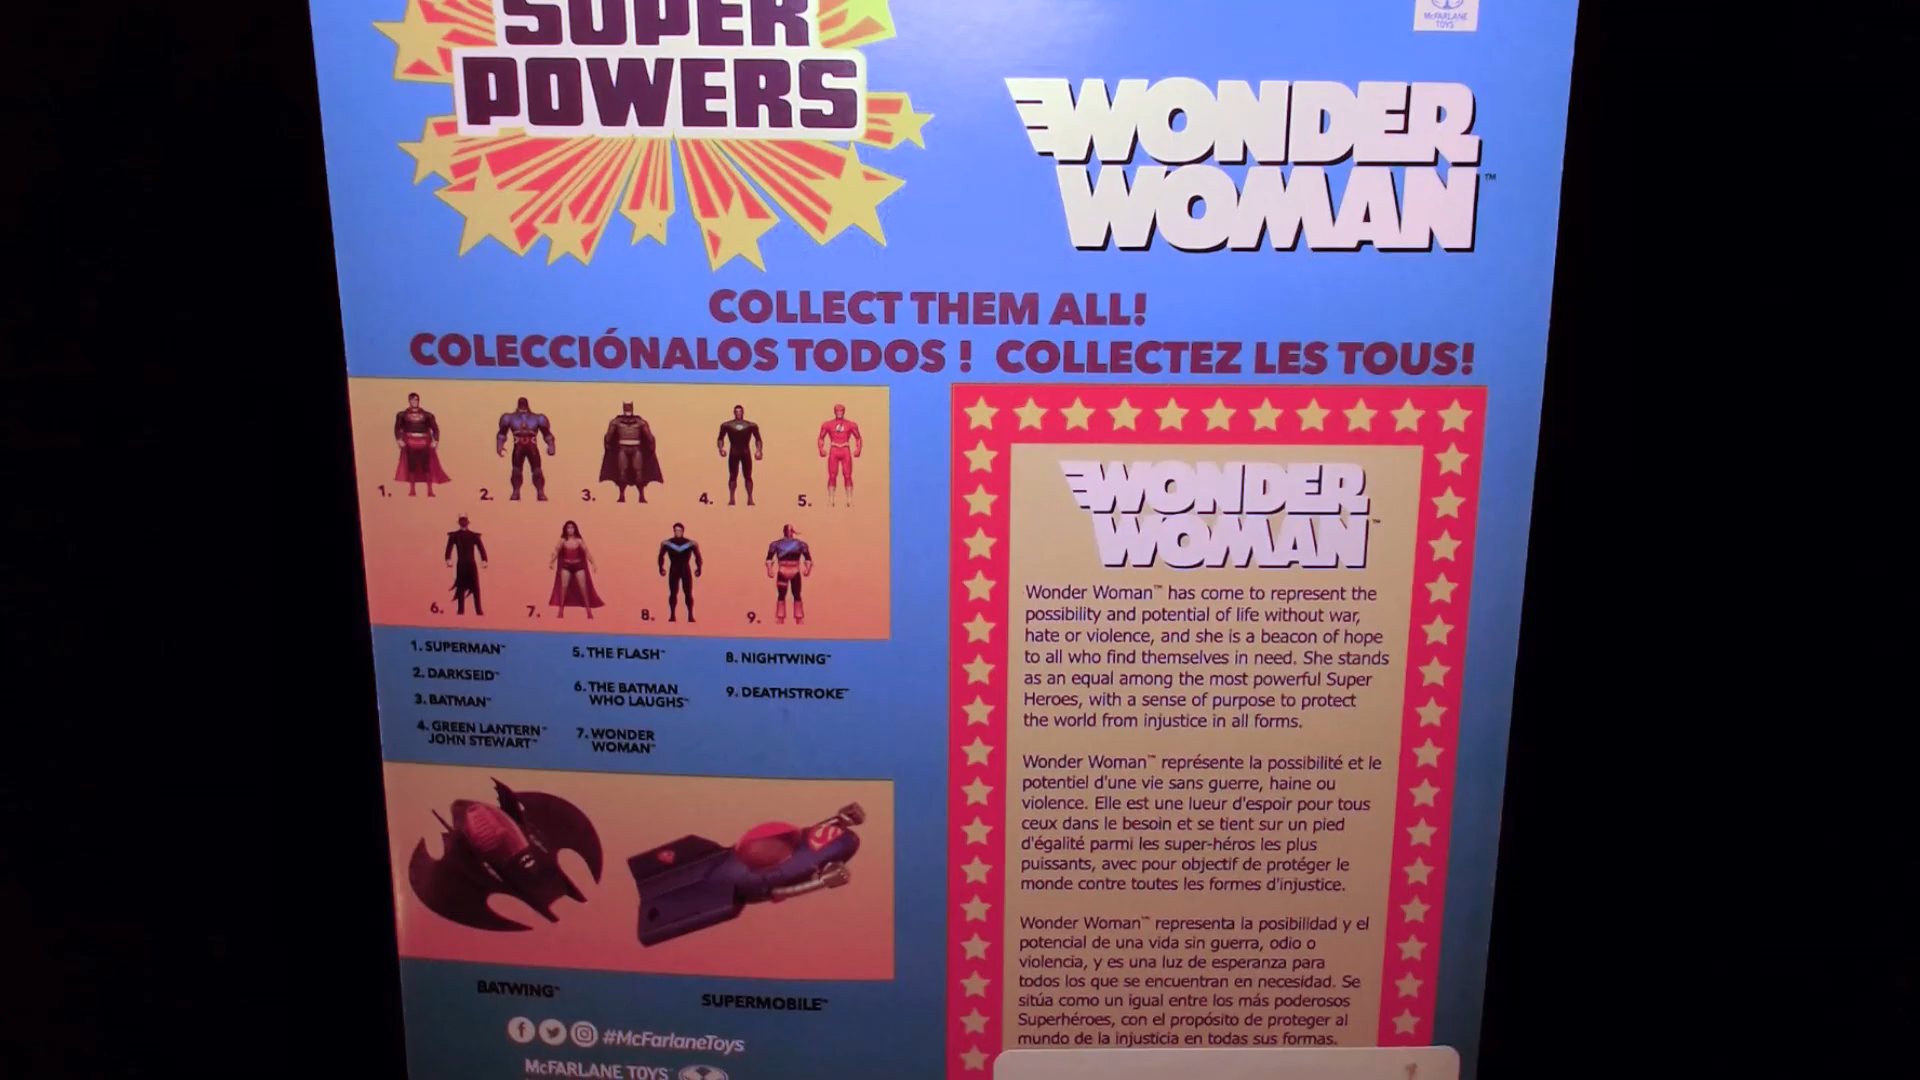 SUPER
POWERS
McFARLANE
TOYS
WONDER
WOMAN™
COLLECT THEM ALL!
COLECCIÓNALOS TODOS ! COLLECTEZ LES TOUS!
1.
2.
3.
4.
5.
6.
7.
8.
9.
1. SUPERMAN™
2. DARKSEID™
3. BATMAN™
4. GREEN LANTERN™
JOHN STEWART™
5. THE FLASH™
6. THE BATMAN
WHO LAUGHS™
7. WONDER
WOMAN™
8. NIGHTWING™
9. DEATHSTROKE™
BATWING™
SUPERMOBILE™
#McFarlaneToys
McFARLANE TOYS™
WONDER
WOMAN™
Wonder Woman™ has come to represent the
possibility and potential of life without war,
hate or violence, and she is a beacon of hope
to all who find themselves in need. She stands
as an equal among the most powerful Super
Heroes, with a sense of purpose to protect
the world from injustice in all forms.
Wonder Woman™ représente la possibilité et le
potentiel d'une vie sans guerre, haine ou
violence. Elle est une lueur d'espoir pour tous
ceux dans le besoin et se tient sur un pied
d'égalité parmi les super-héros les plus
puissants, avec pour objectif de protéger le
monde contre toutes les formes d'injustice.
Wonder Woman™ representa la posibilidad y el
potencial de una vida sin guerra, odio o
violencia, y es una luz de esperanza para
todos los que se encuentran en necesidad. Se
sitúa como un igual entre los más poderosos
Superhéroes, con el propósito de proteger al
mundo de la injusticia en todas sus formas.